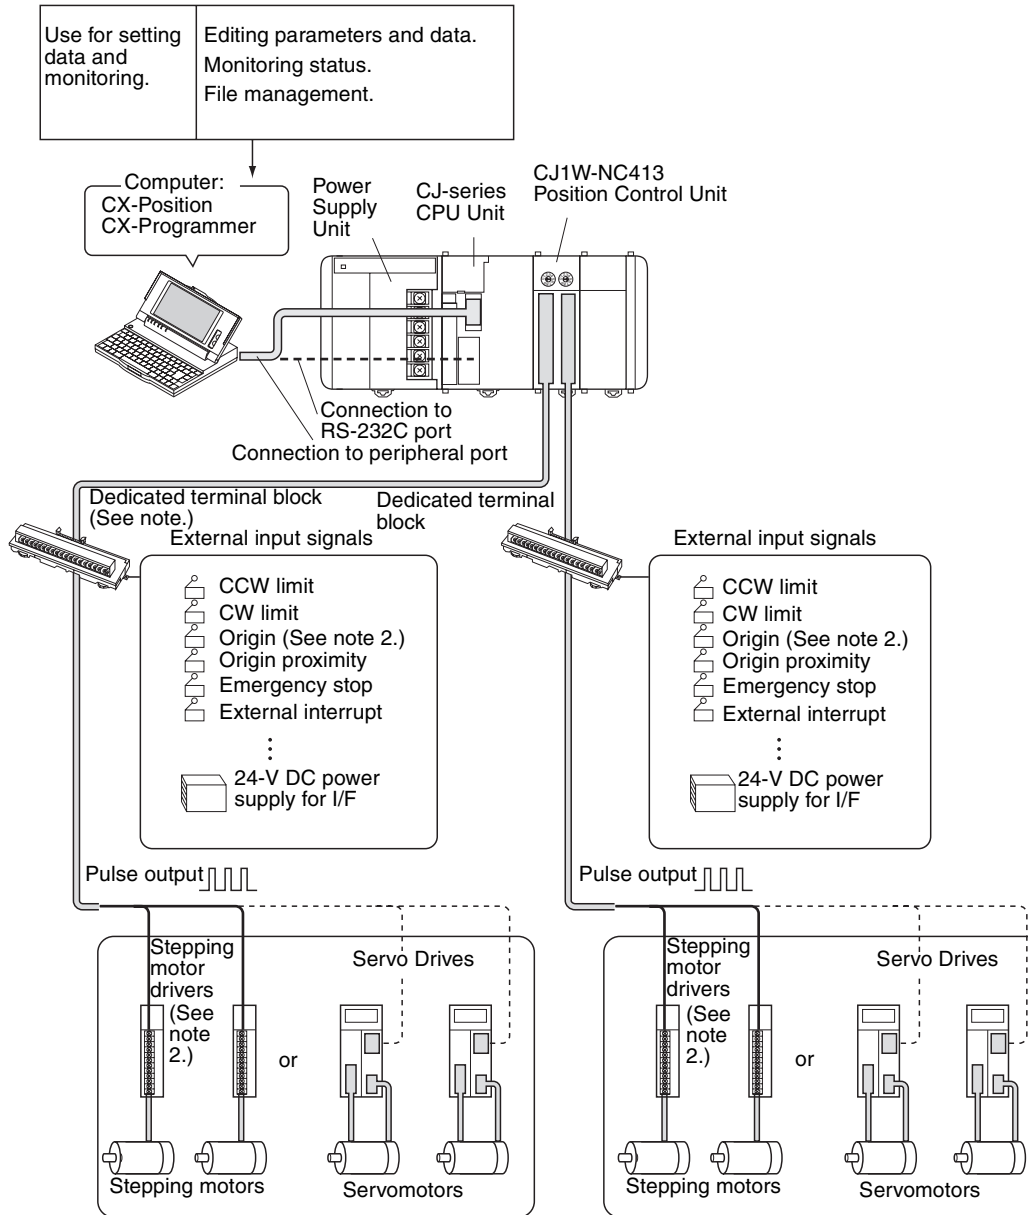 Use for setting
data and
monitoring.
Editing parameters and data.
Monitoring status.
File management.
Computer:
CX-Position
CX-Programmer
Power
Supply
Unit
CJ-series
CPU Unit
CJ1W-NC413
Position Control Unit
Connection to
RS-232C port
Connection to peripheral port
Dedicated terminal block
(See note.)
Dedicated terminal
block
External input signals
CCW limit
CW limit
Origin (See note 2.)
Origin proximity
Emergency stop
External interrupt
24-V DC power
supply for I/F
External input signals
CCW limit
CW limit
Origin (See note 2.)
Origin proximity
Emergency stop
External interrupt
24-V DC power
supply for I/F
Pulse output
Pulse output
Stepping
motor
drivers
(See
note
2.)
or
Servo Drives
Stepping motors
Servomotors
Stepping
motor
drivers
(See
note
2.)
or
Servo Drives
Stepping motors
Servomotors